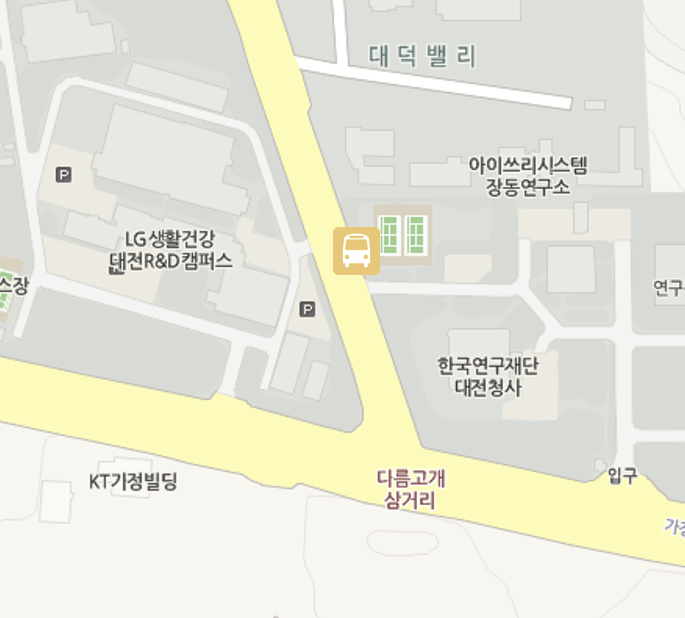 대덕밸리
아이쓰리시스템
장동연구소
P
LG생활건강
대전R&D캠퍼스
스장
연구
P
한국연구재단
대전청사
입구
KT기정빌딩
다름고개
삼거리
가정